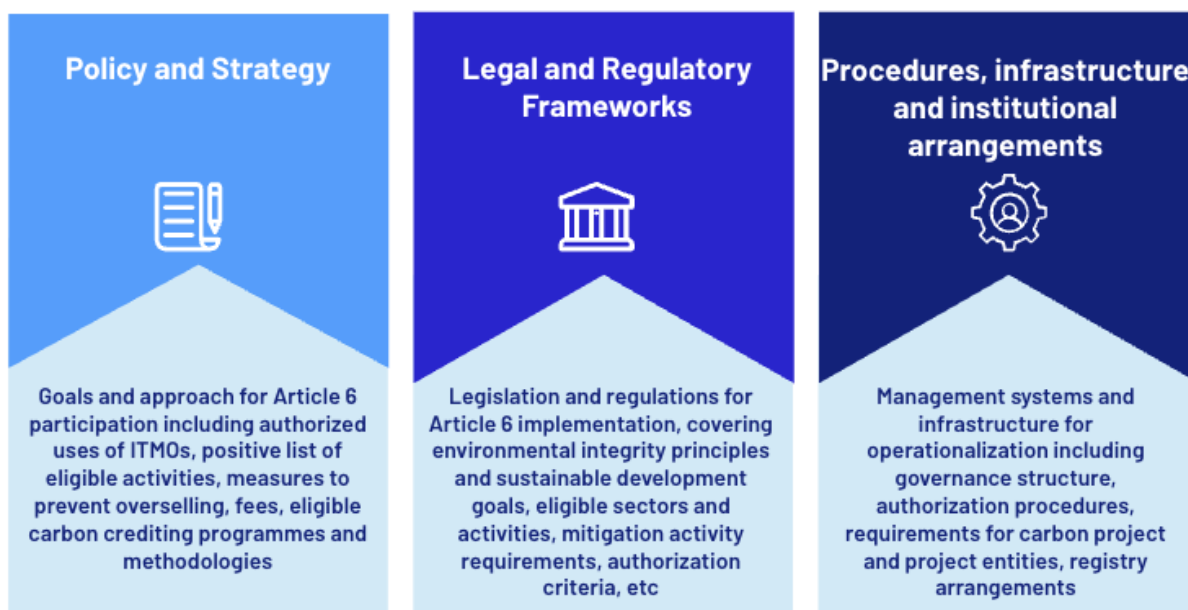 Policy and Strategy
Goals and approach for Article 6
participation including authorized
uses of ITMOs, positive list of
eligible activities, measures to
prevent overselling, fees, eligible
carbon crediting programmes and
methodologies
Legal and Regulatory
Frameworks
Legislation and regulations for
Article 6 implementation, covering
environmental integrity principles
and sustainable development
goals, eligible sectors and
activities, mitigation activity
requirements, authorization
criteria, etc
Procedures, infrastructure
and institutional
arrangements
Management systems and
infrastructure for
operationalization including
governance structure,
authorization procedures,
requirements for carbon project
and project entities, registry
arrangements